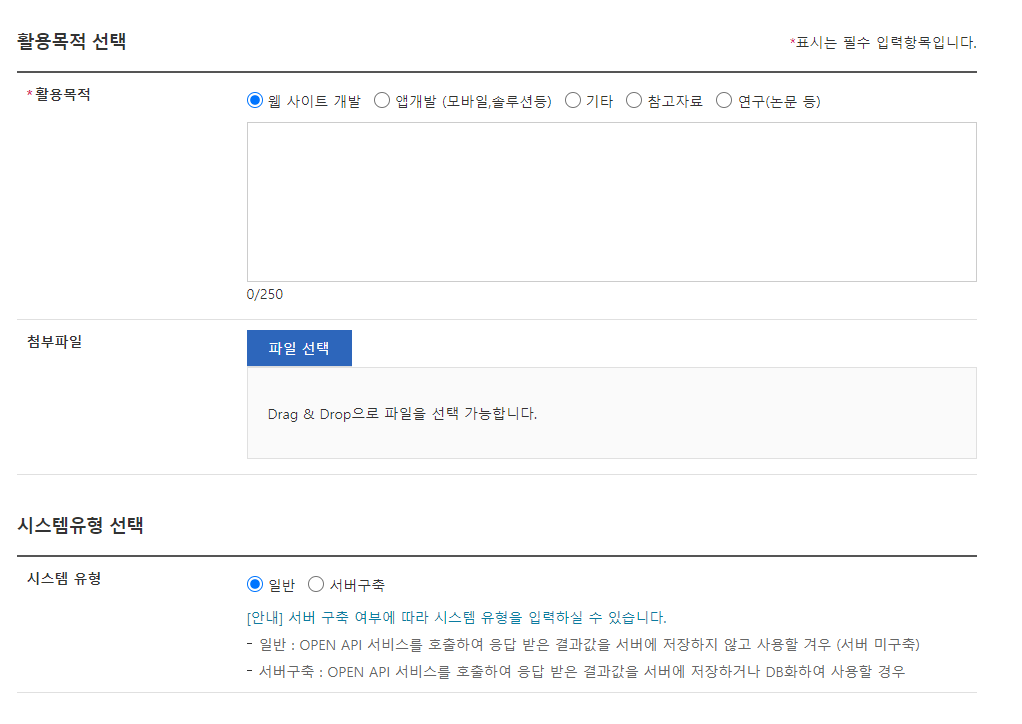 활용목적 선택
*표시는 필수 입력항목입니다.
*활용목적
웹 사이트 개발 앱개발 (모바일,솔루션등) 기타 참고자료 연구(논문 등)
0/250
첨부파일
파일 선택
Drag & Drop으로 파일을 선택 가능합니다.
시스템유형 선택
시스템 유형
일반 서버구축
[안내] 서버 구축 여부에 따라 시스템 유형을 입력하실 수 있습니다.
- 일반 : OPEN API 서비스를 호출하여 응답 받은 결과값을 서버에 저장하지 않고 사용할 겨우 (서버 미구축)
- 서버구축 : OPEN API 서비스를 호출하여 응답 받은 결과값을 서버에 저장하거나 DB화하여 사용할 경우